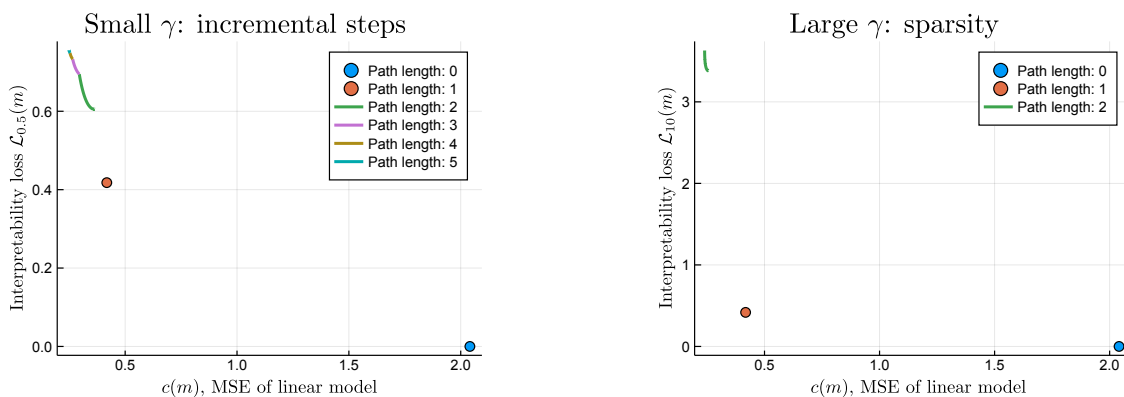 Small γ: incremental steps
Interpretability loss ℒ₀.₅(m)
0.6
0.4
0.2
0.0
0.5
1.0
1.5
2.0
c(m), MSE of linear model
Path length: 0
Path length: 1
Path length: 2
Path length: 3
Path length: 4
Path length: 5
Large γ: sparsity
Interpretability loss ℒ₁₀(m)
3
2
1
0
0.5
1.0
1.5
2.0
c(m), MSE of linear model
Path length: 0
Path length: 1
Path length: 2